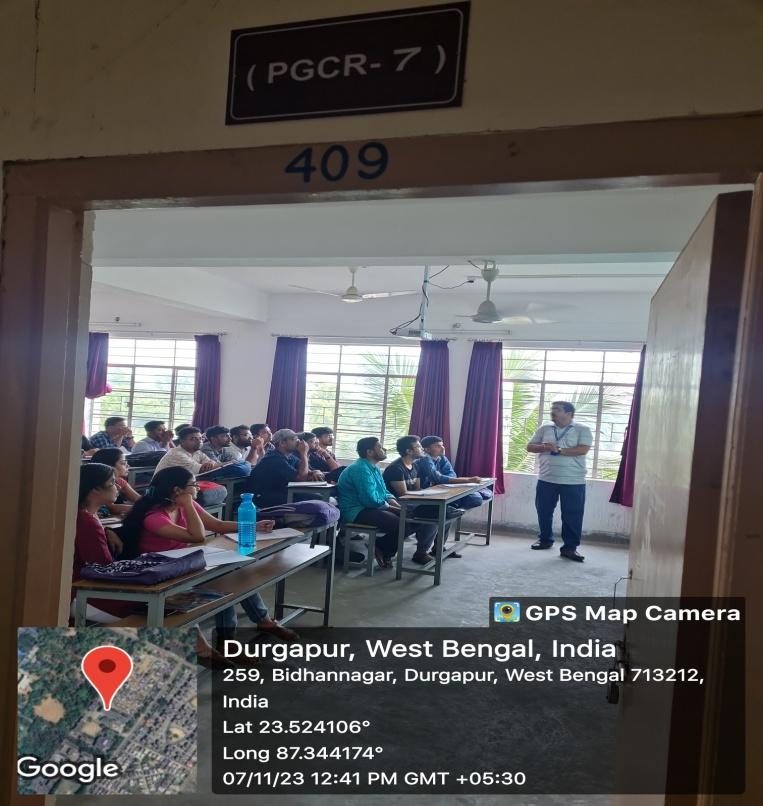 ( PGCR- 7 )
409
GPS Map Camera
Durgapur, West Bengal, India
259, Bidhannagar, Durgapur, West Bengal 713212,
India
Lat 23.524106°
Long 87.344174°
07/11/23 12:41 PM GMT +05:30
Google